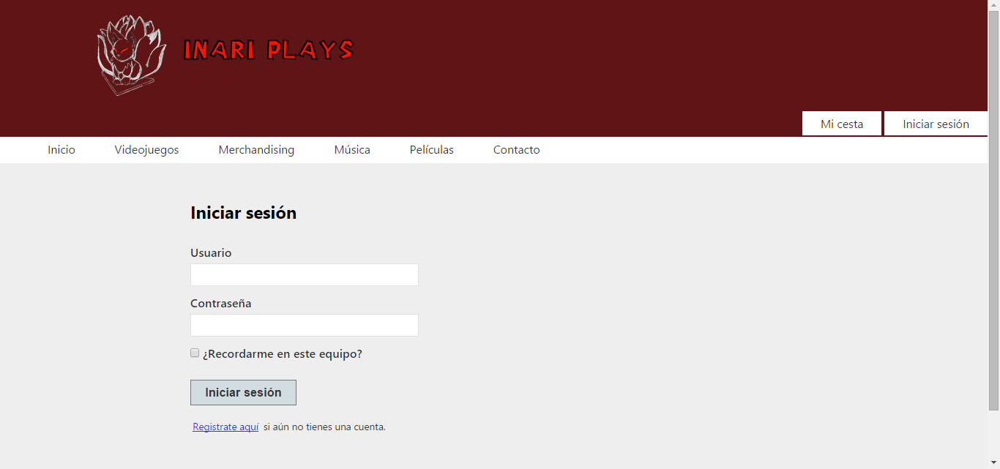 INARI PLAYS
Mi cesta Iniciar sesión
Inicio Videojuegos Merchandising Música Películas Contacto
Iniciar sesión
Usuario
Contraseña
¿Recordarme en este equipo?
Iniciar sesión
Registrate aquí si aún no tienes una cuenta.